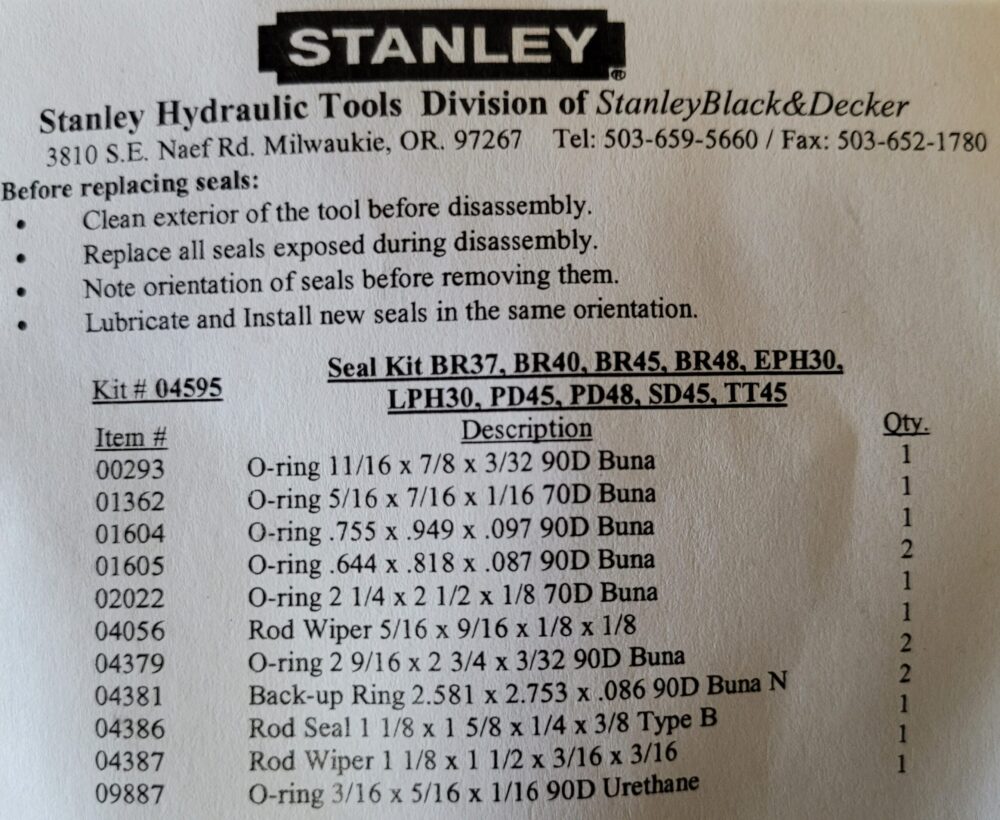 STANLEY®
Stanley Hydraulic Tools Division of StanleyBlack&Decker
3810 S.E. Naef Rd. Milwaukie, OR. 97267 Tel: 503-659-5660 / Fax: 503-652-1780
Before replacing seals:
• Clean exterior of the tool before disassembly.
• Replace all seals exposed during disassembly.
• Note orientation of seals before removing them.
• Lubricate and Install new seals in the same orientation.
Kit # 04595 Seal Kit BR37, BR40, BR45, BR48, EPH30,
LPH30, PD45, PD48, SD45, TT45
Item # Description Qty.
00293 O-ring 11/16 x 7/8 x 3/32 90D Buna 1
01362 O-ring 5/16 x 7/16 x 1/16 70D Buna 1
01604 O-ring .755 x .949 x .097 90D Buna 1
01605 O-ring .644 x .818 x .087 90D Buna 2
02022 O-ring 2 1/4 x 2 1/2 x 1/8 70D Buna 1
04056 Rod Wiper 5/16 x 9/16 x 1/8 x 1/8 1
04379 O-ring 2 9/16 x 2 3/4 x 3/32 90D Buna 2
04381 Back-up Ring 2.581 x 2.753 x .086 90D Buna N 2
04386 Rod Seal 1 1/8 x 1 5/8 x 1/4 x 3/8 Type B 1
04387 Rod Wiper 1 1/8 x 1 1/2 x 3/16 x 3/16 1
09887 O-ring 3/16 x 5/16 x 1/16 90D Urethane 1